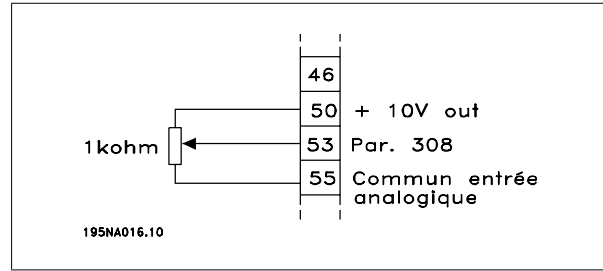 46
50 + 10V out
1kohm 53 Par. 308
55 Commun entrée
analogique
195NA016.10